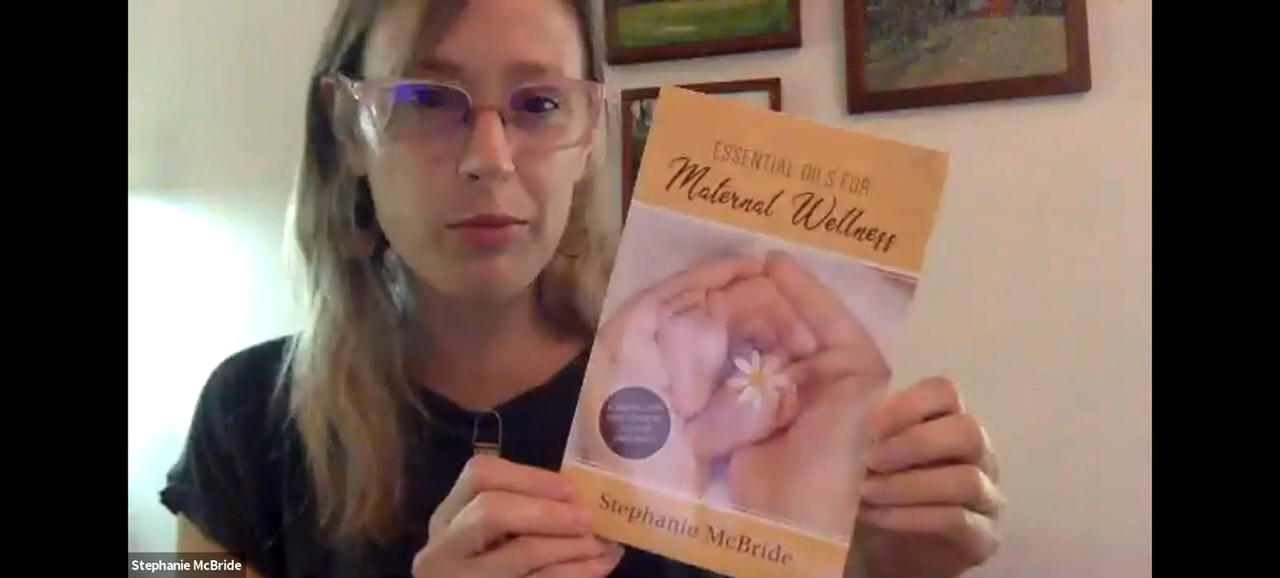 ESSENTIAL OILS FOR
Maternal Wellness
Stephanie McBride
Stephanie McBride